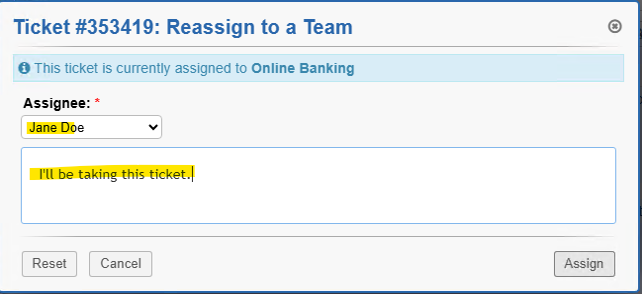 Ticket #353419: Reassign to a Team
This ticket is currently assigned to Online Banking
Assignee: *
Jane Doe
I'll be taking this ticket.
Reset Cancel Assign